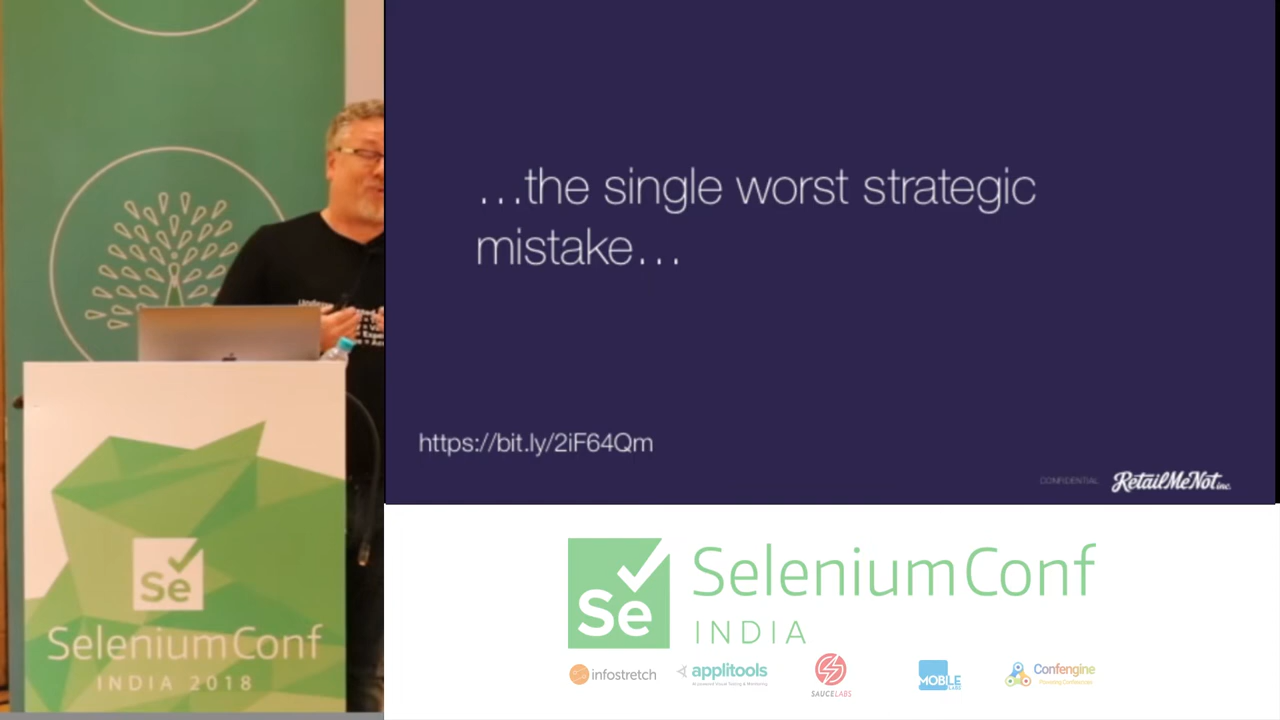 …the single worst strategic
mistake…
https://bit.ly/2iF64Qm
CONFIDENTIAL
RetailMeNot inc.
Se
SeleniumConf
INDIA 2018
Se
SeleniumConf
INDIA
infostretch
applitools
SAUCELABS
MOBILE
LABS
Confengine